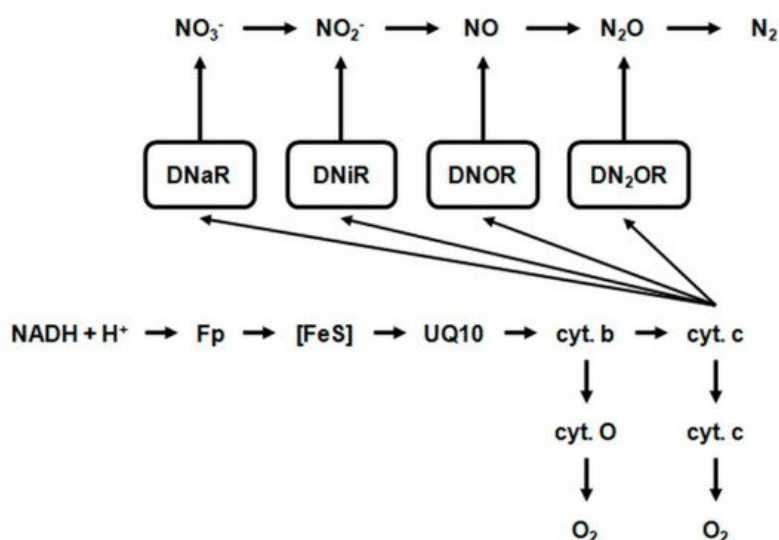 NO₃⁻ NO₂⁻ NO N₂O N₂
DNaR DNiR DNOR DN₂OR
NADH + H⁺ Fp [FeS] UQ10 cyt. b cyt. c
cyt. O cyt. c
O₂ O₂